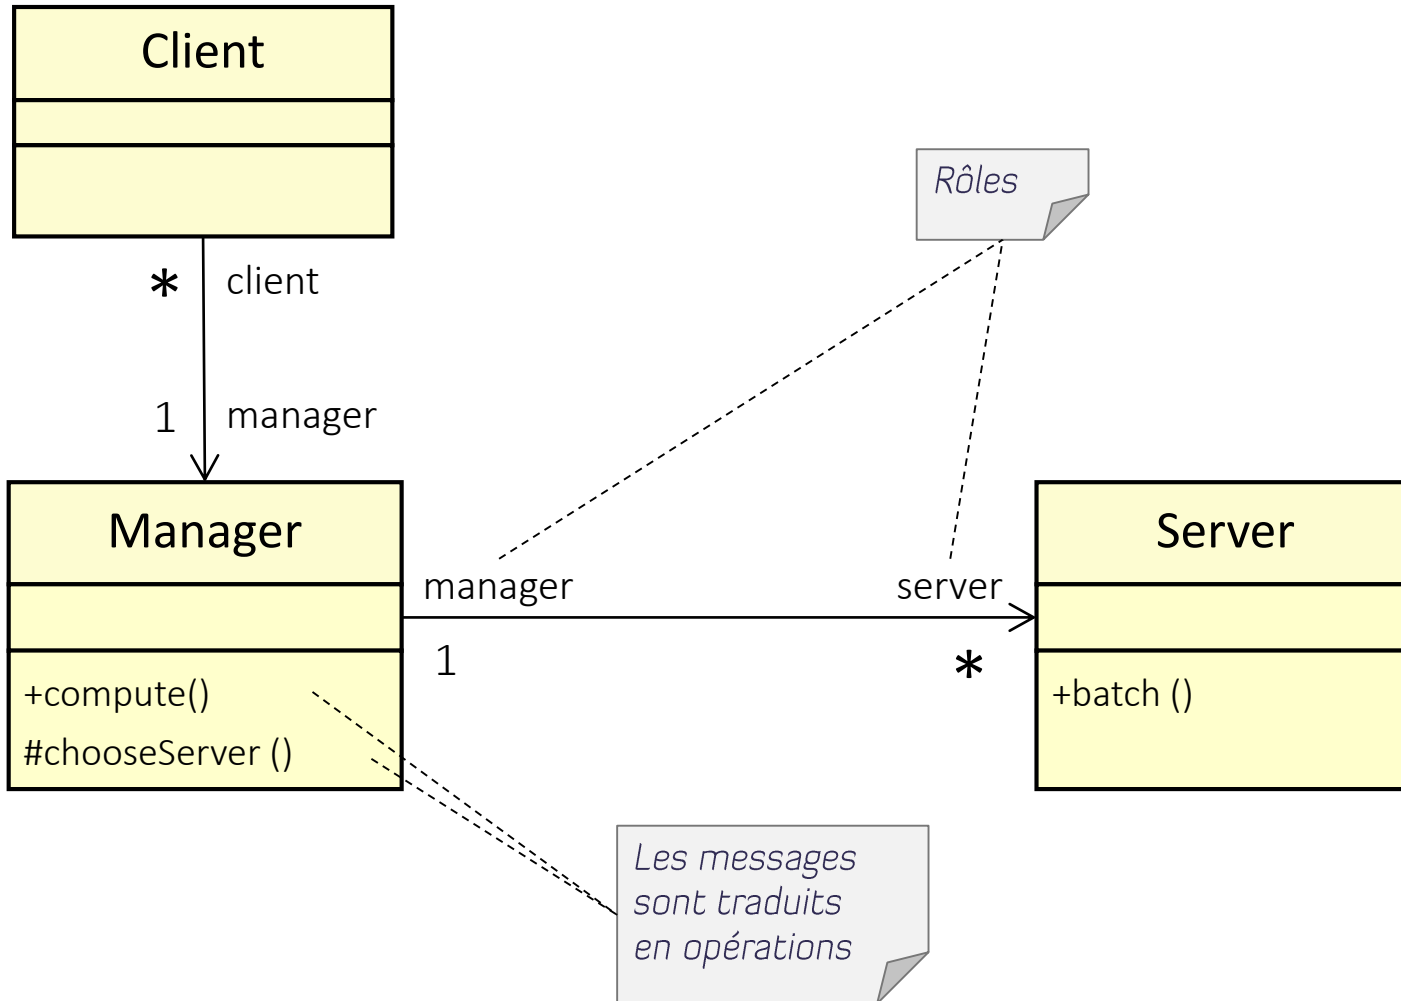 Client
Rôles
* client
1 manager
Manager
Server
manager
server
1
*
+compute()
#chooseServer ()
+batch ()
Les messages
sont traduits
en opérations